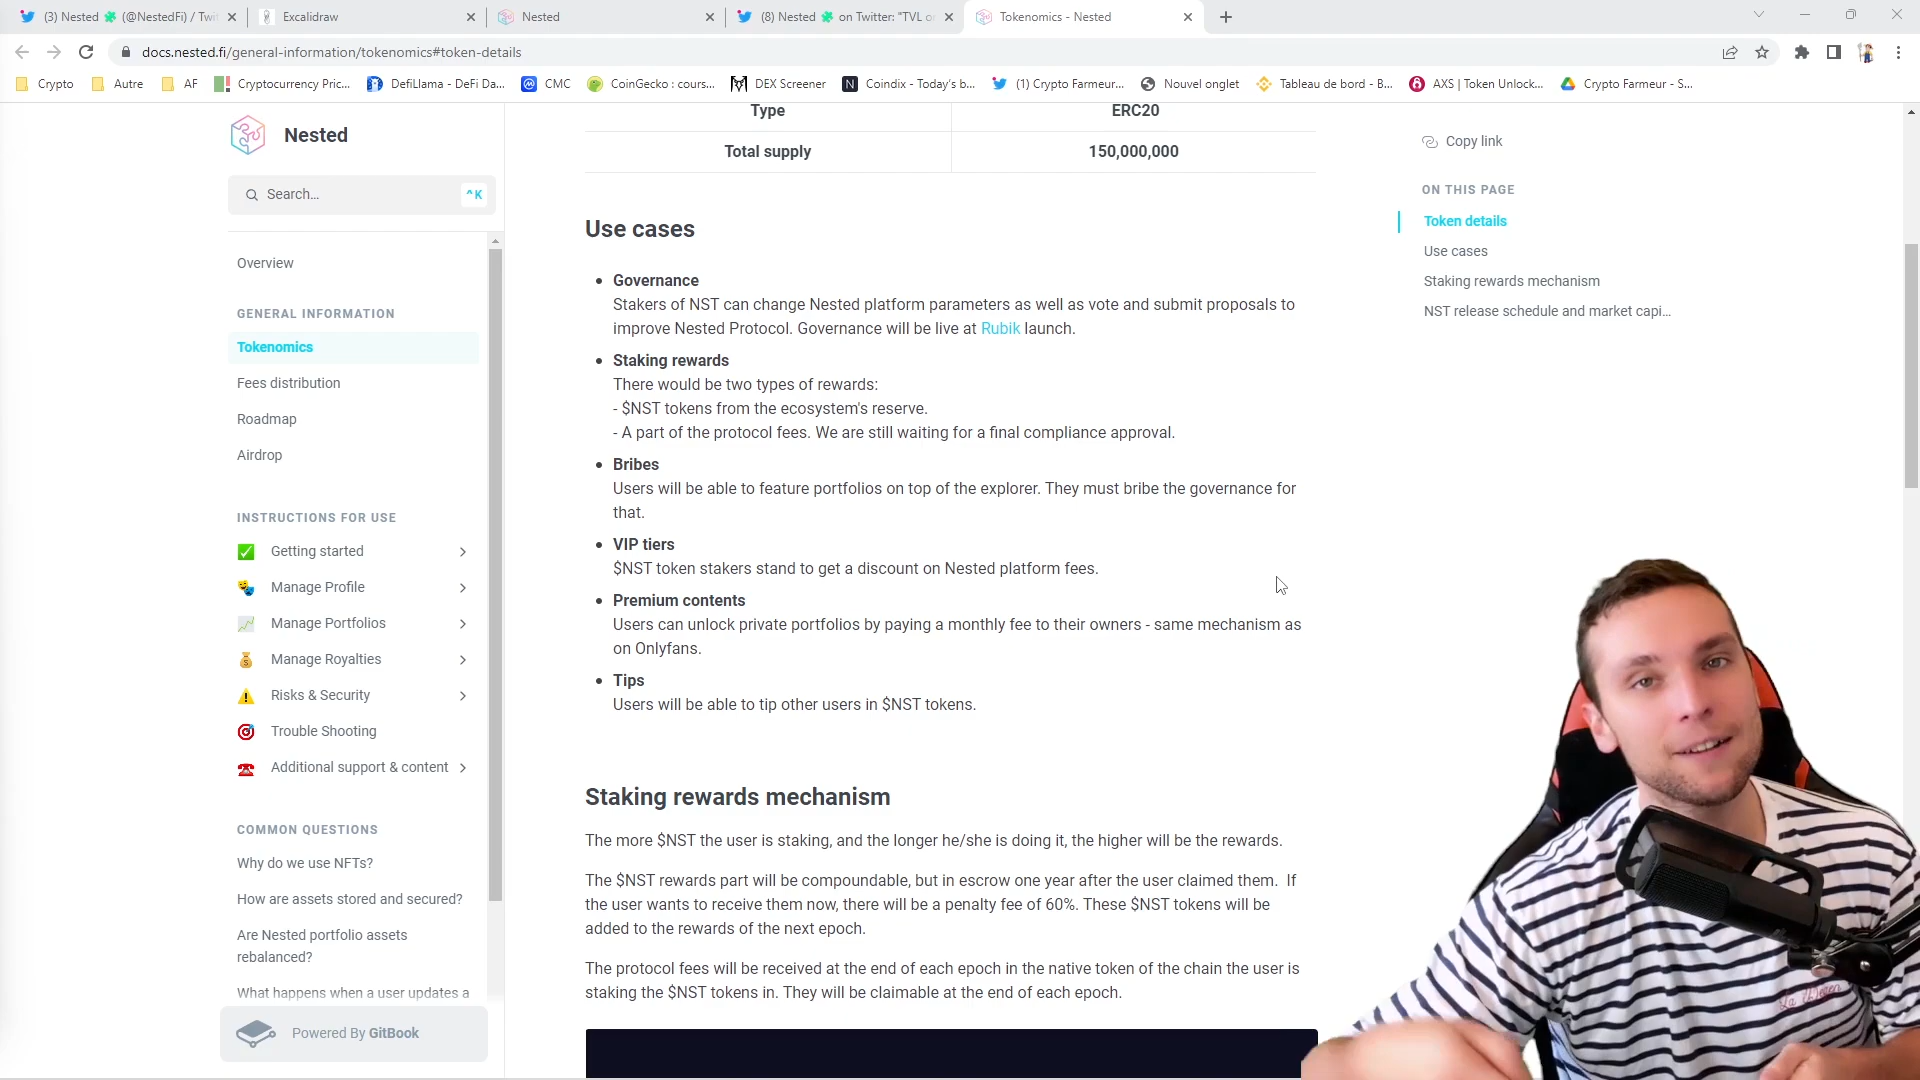 (3) Nested 🧩 (@NestedFi) / Twi
Excalidraw
Nested
(8) Nested 🧩 on Twitter: "TVL o
Tokenomics - Nested
docs.nested.fi/general-information/tokenomics#token-details
Crypto
Autre
AF
Cryptocurrency Pric...
DefiLlama - DeFi Da...
CMC
CoinGecko : cours...
DEX Screener
Coindix - Today's b...
(1) Crypto Farmeur...
Nouvel onglet
Tableau de bord - B...
AXS | Token Unlock...
Crypto Farmeur - S...
Nested
Search...
^K
Overview
GENERAL INFORMATION
Tokenomics
Fees distribution
Roadmap
Airdrop
INSTRUCTIONS FOR USE
Getting started
Manage Profile
Manage Portfolios
Manage Royalties
Risks & Security
Trouble Shooting
Additional support & content
COMMON QUESTIONS
Why do we use NFTs?
How are assets stored and secured?
Are Nested portfolio assets
rebalanced?
What happens when a user updates a
Powered By GitBook
Type ERC20
Total supply 150,000,000
Use cases
• Governance
Stakers of NST can change Nested platform parameters as well as vote and submit proposals to
improve Nested Protocol. Governance will be live at Rubik launch.
• Staking rewards
There would be two types of rewards:
- $NST tokens from the ecosystem's reserve.
- A part of the protocol fees. We are still waiting for a final compliance approval.
• Bribes
Users will be able to feature portfolios on top of the explorer. They must bribe the governance for
that.
• VIP tiers
$NST token stakers stand to get a discount on Nested platform fees.
• Premium contents
Users can unlock private portfolios by paying a monthly fee to their owners - same mechanism as
on Onlyfans.
• Tips
Users will be able to tip other users in $NST tokens.
Staking rewards mechanism
The more $NST the user is staking, and the longer he/she is doing it, the higher will be the rewards.
The $NST rewards part will be compoundable, but in escrow one year after the user claimed them. If
the user wants to receive them now, there will be a penalty fee of 60%. These $NST tokens will be
added to the rewards of the next epoch.
The protocol fees will be received at the end of each epoch in the native token of the chain the user is
staking the $NST tokens in. They will be claimable at the end of each epoch.
Copy link
ON THIS PAGE
Token details
Use cases
Staking rewards mechanism
NST release schedule and market capi...